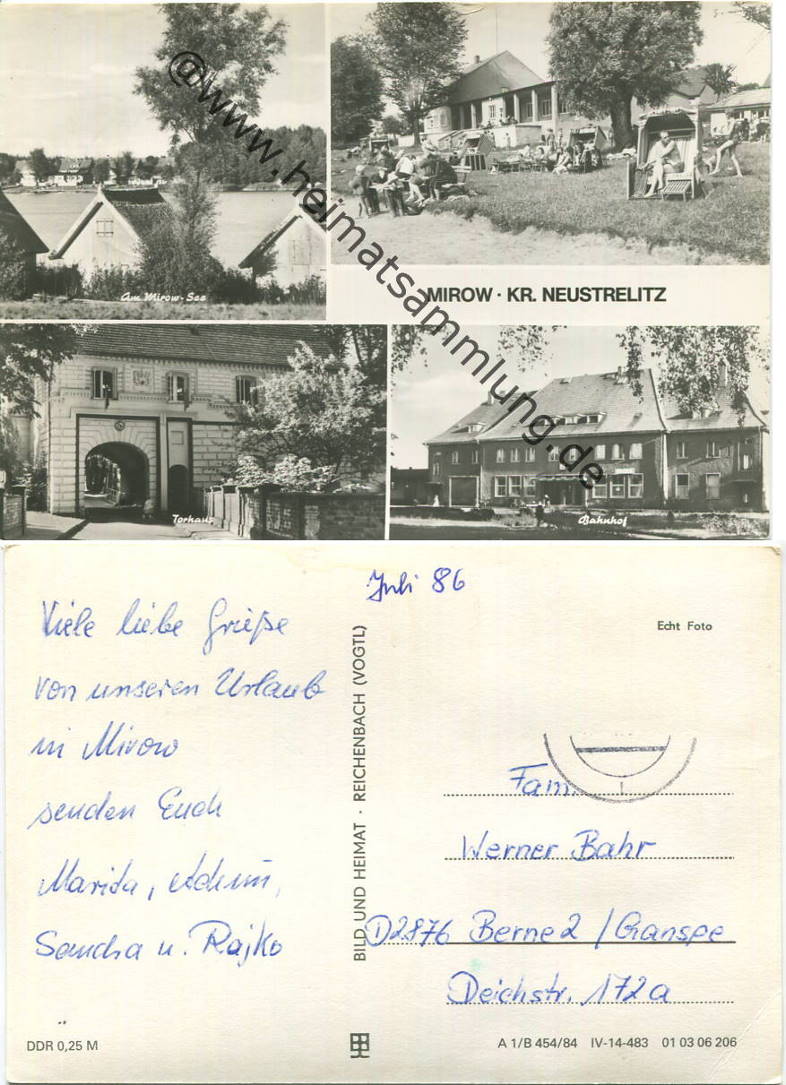 @www.heimatsammlung.de
Am Mirow-See
MIROW · KR. NEUSTRELITZ
Torhaus
Bahnhof
Juli 86
Viele liebe Grüße
von unseren Urlaub
in Mirow
senden Euch
Marita, Achim,
Sandra u. Rajko
BILD UND HEIMAT · REICHENBACH (VOGTL)
Echt Foto
Fam.
Werner Bahr
D2876 Berne 2 / Ganspe
Deichstr. 172a
DDR 0,25 M
A 1/B 454/84 IV-14-483 01 03 06 206